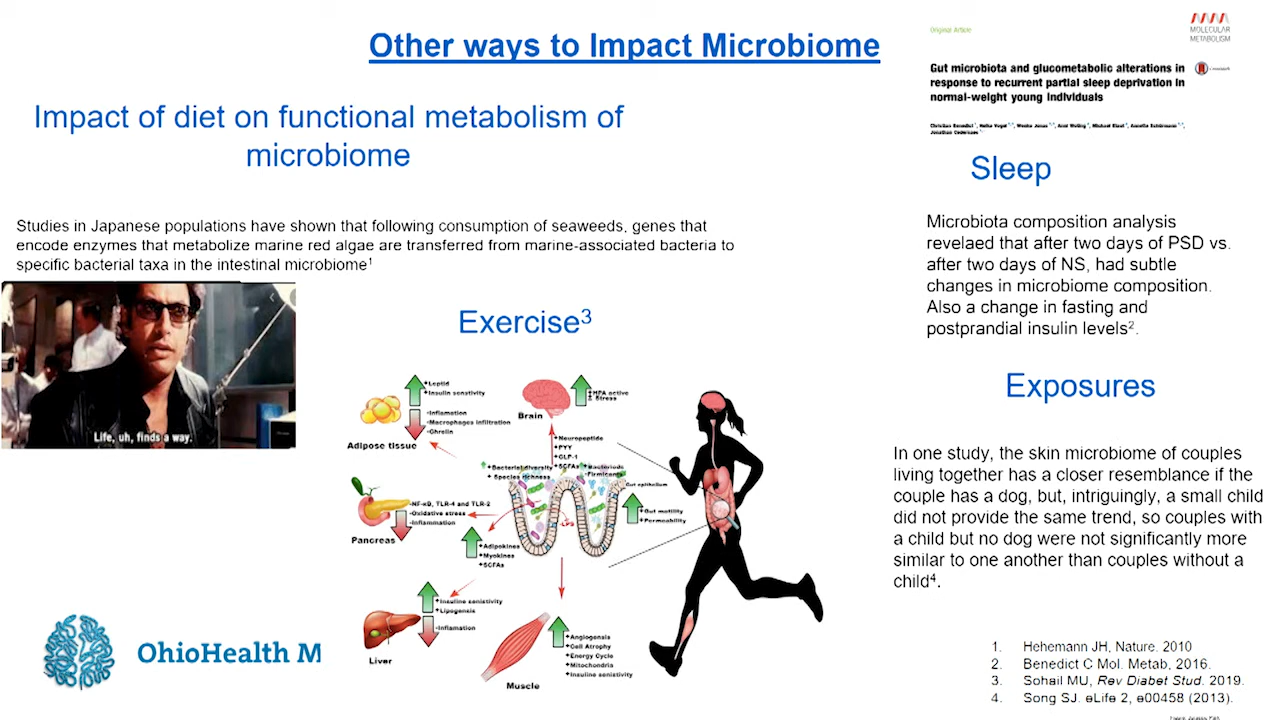 Other ways to Impact Microbiome
Impact of diet on functional metabolism of
microbiome
Studies in Japanese populations have shown that following consumption of seaweeds, genes that
encode enzymes that metabolize marine red algae are transferred from marine-associated bacteria to
specific bacterial taxa in the intestinal microbiome1
Life, uh, finds a way.
Exercise3
Leptid
Insulin senstivity
-Inflamation
-Macrophages infiltration
-Ghrelin
Adipose tissue
Brain
HPA active
Stress
Neuropeptide
PYY
GLP-1
SCFAs
Bacterial diversity
Species richness
Gut epithelium
Gut motility
Permeability
LPS
-NF-κB, TLR-4 and TLR-2
-Oxidative stress
-Inflammation
Pancreas
Adipokines
Myokines
SCFAs
Insuline senistivity
Lipogensis
-Inflamation
Liver
Angiogensis
Cell Atrophy
Energy Cycle
Mitochondria
Insuline senistivity
Muscle
OhioHealth M
Original Article
MOLECULAR
METABOLISM
Gut microbiota and glucometabolic alterations in
response to recurrent partial sleep deprivation in
normal-weight young individuals
Sleep
Microbiota composition analysis
revelaed that after two days of PSD vs.
after two days of NS, had subtle
changes in microbiome composition.
Also a change in fasting and
postprandial insulin levels2.
Exposures
In one study, the skin microbiome of couples
living together has a closer resemblance if the
couple has a dog, but, intriguingly, a small child
did not provide the same trend, so couples with
a child but no dog were not significantly more
similar to one another than couples without a
child4.
1. Hehemann JH, Nature. 2010
2. Benedict C Mol. Metab, 2016.
3. Sohail MU, Rev Diabet Stud. 2019.
4. Song SJ. eLife 2, e00458 (2013).